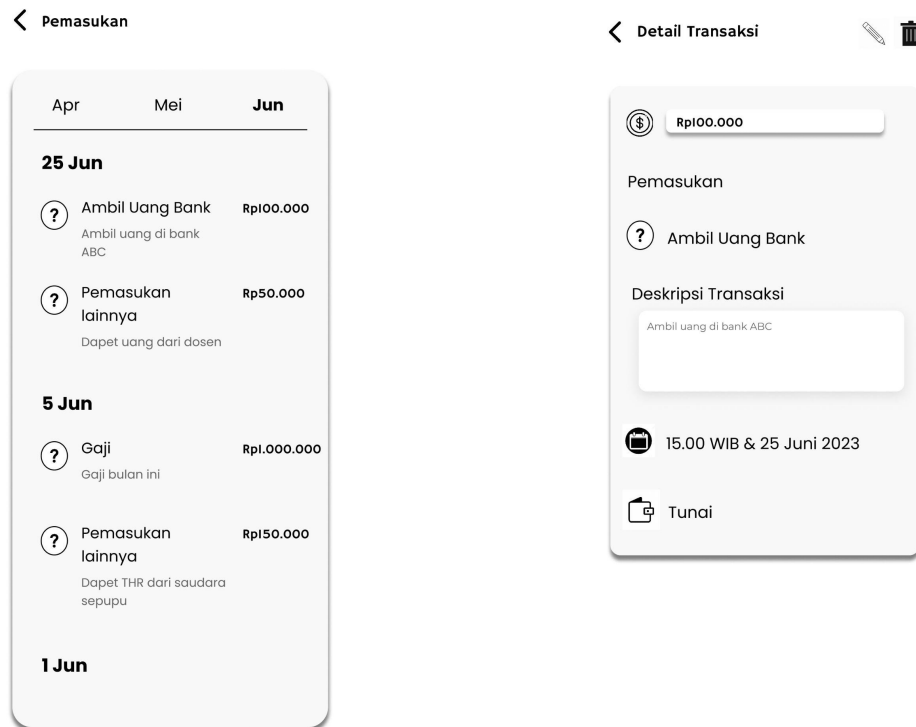 Pemasukan
Apr Mei Jun
25 Jun
? Ambil Uang Bank Rp100.000
Ambil uang di bank
ABC
? Pemasukan Rp50.000
lainnya
Dapet uang dari dosen
5 Jun
? Gaji Rp1.000.000
Gaji bulan ini
? Pemasukan Rp150.000
lainnya
Dapet THR dari saudara
sepupu
1 Jun
Detail Transaksi
$ Rp100.000
Pemasukan
? Ambil Uang Bank
Deskripsi Transaksi
Ambil uang di bank ABC
15.00 WIB & 25 Juni 2023
Tunai